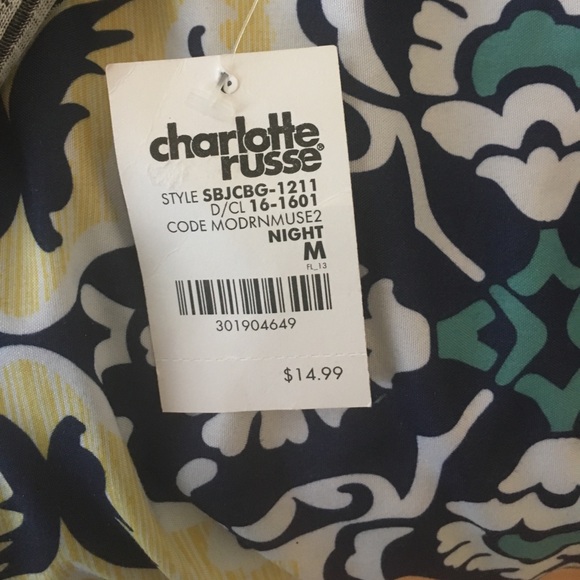 charlotte
russe®
STYLE SBJCBG-1211
D/CL 16-1601
CODE MODRNMUSE2
NIGHT
M
FL_13
301904649
$14.99